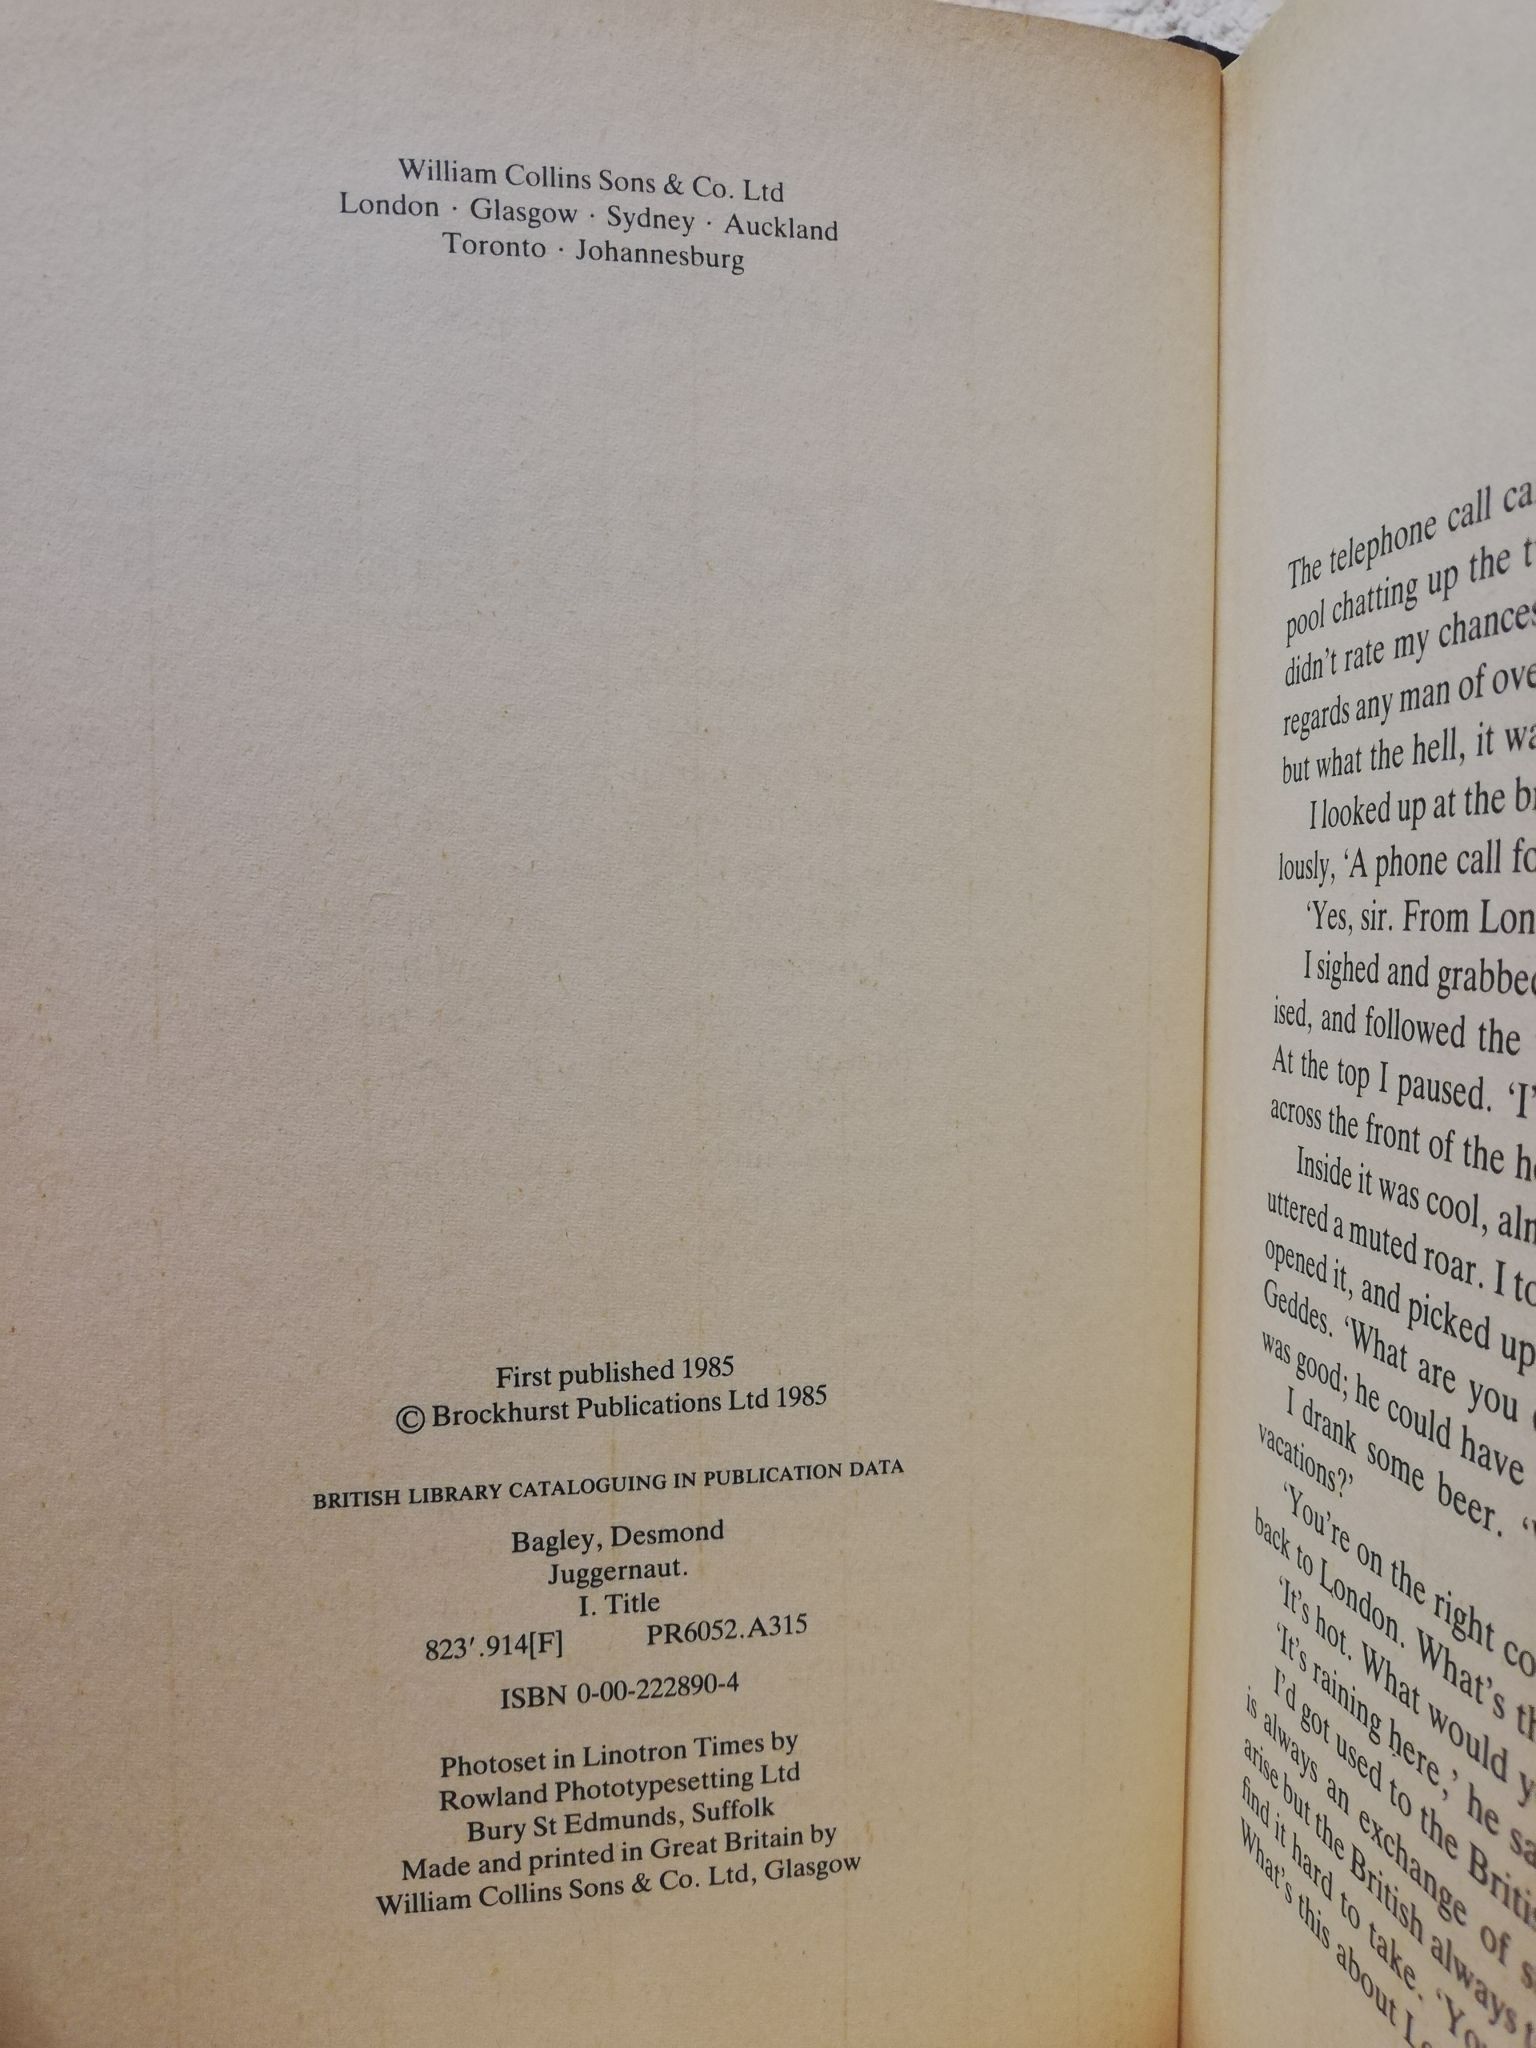 William Collins Sons & Co. Ltd
London · Glasgow · Sydney · Auckland
Toronto · Johannesburg
First published 1985
© Brockhurst Publications Ltd 1985
BRITISH LIBRARY CATALOGUING IN PUBLICATION DATA
Bagley, Desmond
Juggernaut.
I. Title
823′.914[F] PR6052.A315
ISBN 0-00-222890-4
Photoset in Linotron Times by
Rowland Phototypesetting Ltd
Bury St Edmunds, Suffolk
Made and printed in Great Britain by
William Collins Sons & Co. Ltd, Glasgow
The telephone call
pool chatting up the
didn't rate my chances
regards any man of
but what the hell, it
I looked up at the
lously, 'A phone call
'Yes, sir. From
I sighed and
ised, and followed the
At the top I paused.
across the front of the
Inside it was cool,
uttered a muted roar. I
opened it, and picked up
Geddes. 'What are you
was good; he could have
I drank some beer.
vacations?'
'You're on the right
back to London. What's
'It's hot. What would
'It's raining here,' he
I'd got used to the
is always an exchange of
arise but the British always
find it hard to take.
What's this about